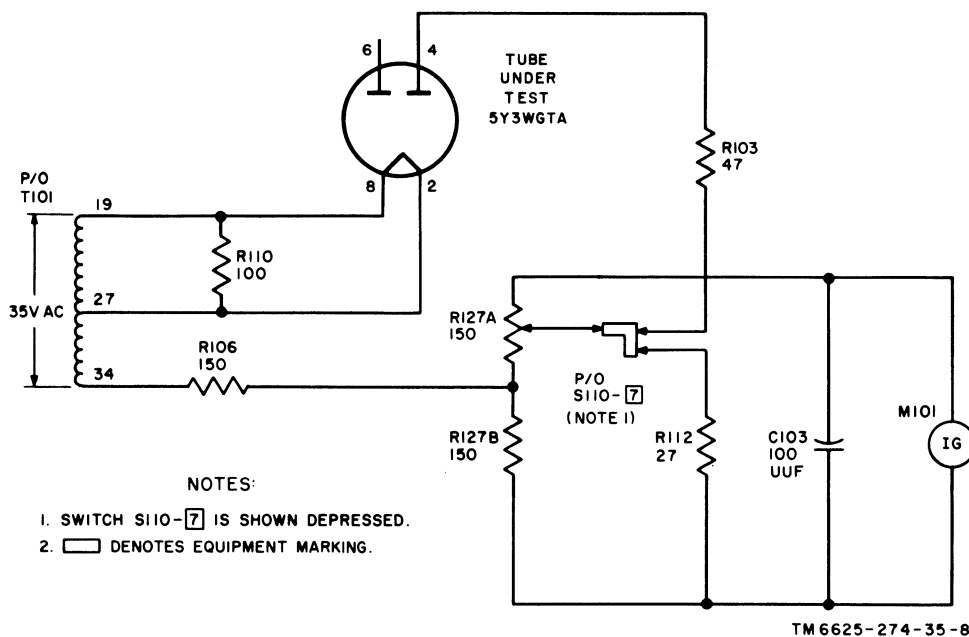 6
4
TUBE
UNDER
TEST
5Y3WGTA
8
2
R103
47
P/O
T101
19
R110
100
35V AC
27
R127A
150
R106
150
34
P/O
S110-7
(NOTE 1)
R127B
150
R112
27
C103
100
UUF
M101
IG
NOTES:
1. SWITCH S110-7 IS SHOWN DEPRESSED.
2. DENOTES EQUIPMENT MARKING.
TM6625-274-35-8